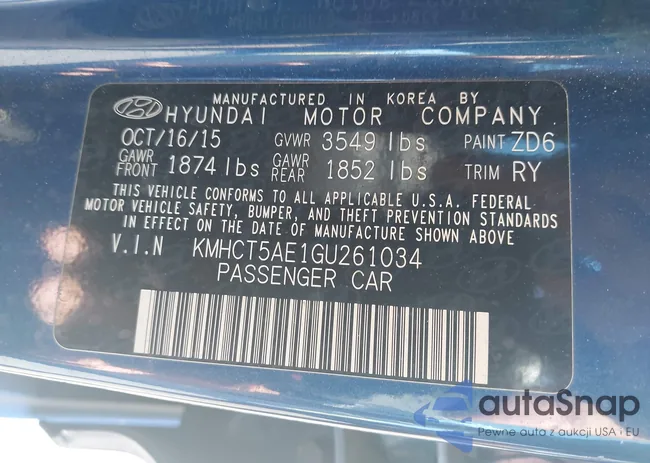 MANUFACTURED IN KOREA BY
HYUNDAI MOTOR COMPANY
OCT/16/15 GVWR 3549 lbs PAINT ZD6
GAWR FRONT 1874 lbs GAWR REAR 1852 lbs TRIM RY
THIS VEHICLE CONFORMS TO ALL APPLICABLE U.S.A. FEDERAL
MOTOR VEHICLE SAFETY, BUMPER, AND THEFT PREVENTION STANDARDS
IN EFFECT ON THE DATE OF MANUFACTURE SHOWN ABOVE
V.I.N KMHCT5AE1GU261034
PASSENGER CAR
autoSnap
Pewne auto z aukcji USA i EU